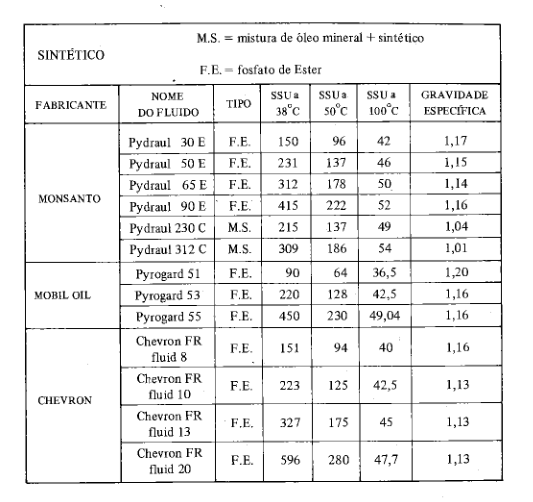 SINTÉTICO
M.S. = mistura de óleo mineral + sintético
F.E. = fosfato de Ester
FABRICANTE NOME DO FLUIDO TIPO SSU a 38°C SSU a 50°C SSU a 100°C GRAVIDADE ESPECÍFICA
MONSANTO
Pydraul 30 E F.E. 150 96 42 1,17
Pydraul 50 E F.E. 231 137 46 1,15
Pydraul 65 E F.E. 312 178 50 1,14
Pydraul 90 E F.E. 415 222 52 1,16
Pydraul 230 C M.S. 215 137 49 1,04
Pydraul 312 C M.S. 309 186 54 1,01
MOBIL OIL
Pyrogard 51 F.E. 90 64 36,5 1,20
Pyrogard 53 F.E. 220 128 42,5 1,16
Pyrogard 55 F.E. 450 230 49,04 1,16
CHEVRON
Chevron FR fluid 8 F.E. 151 94 40 1,16
Chevron FR fluid 10 F.E. 223 125 42,5 1,13
Chevron FR fluid 13 F.E. 327 175 45 1,13
Chevron FR fluid 20 F.E. 596 280 47,7 1,13